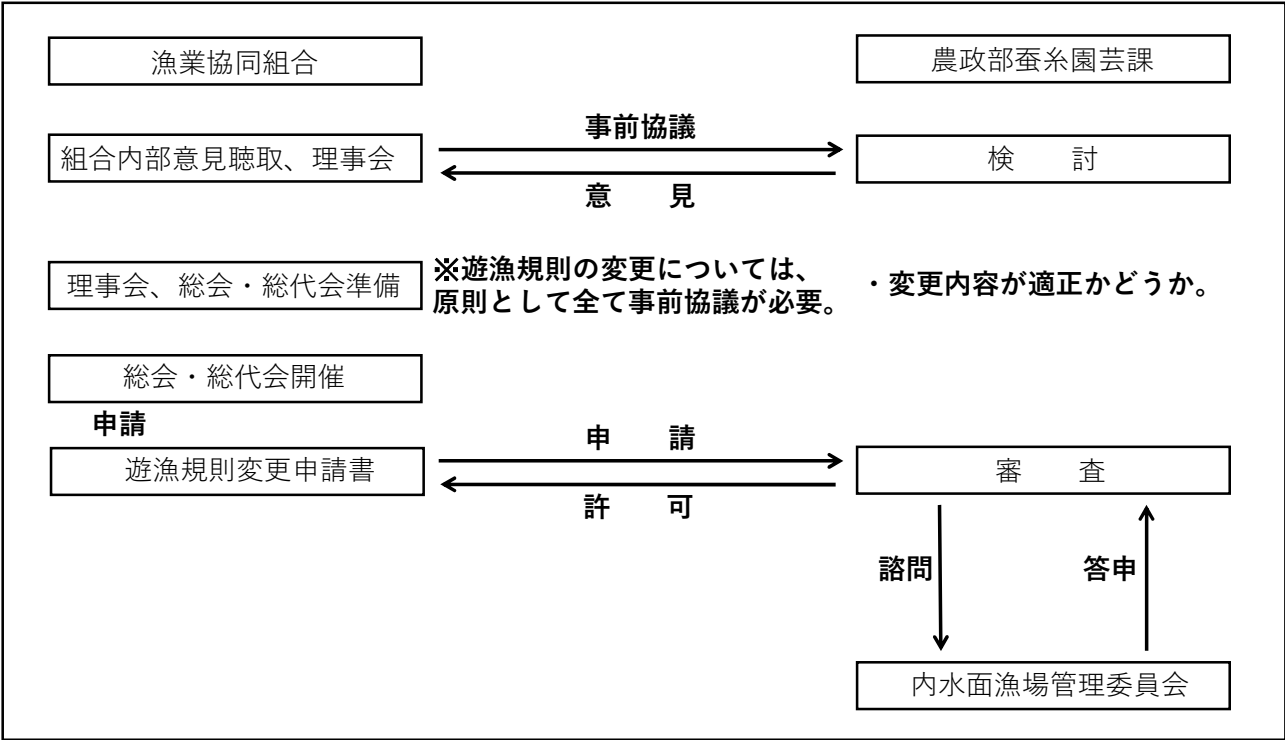 漁業協同組合
農政部蚕糸園芸課
事前協議
組合内部意見聴取、理事会
検　　討
意　　見
理事会、総会・総代会準備
※遊漁規則の変更については、
原則として全て事前協議が必要。
・変更内容が適正かどうか。
総会・総代会開催
申請
申　　請
遊漁規則変更申請書
審　　査
許　　可
諮問
答申
内水面漁場管理委員会